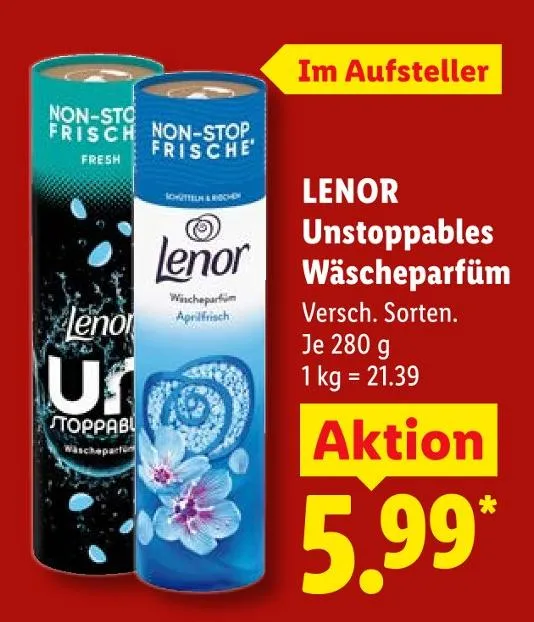 Im Aufsteller
NON-STO
FRISCH
FRESH
Lenor
STOPPABL
Wäscheparfüm
NON-STOP
FRISCHE
SCHÜTTELN & RIECHEN
Lenor
Wäscheparfüm
Aprilfrisch
LENOR
Unstoppables
Wäscheparfüm
Versch. Sorten.
Je 280 g
1 kg = 21.39
Aktion
5.99*